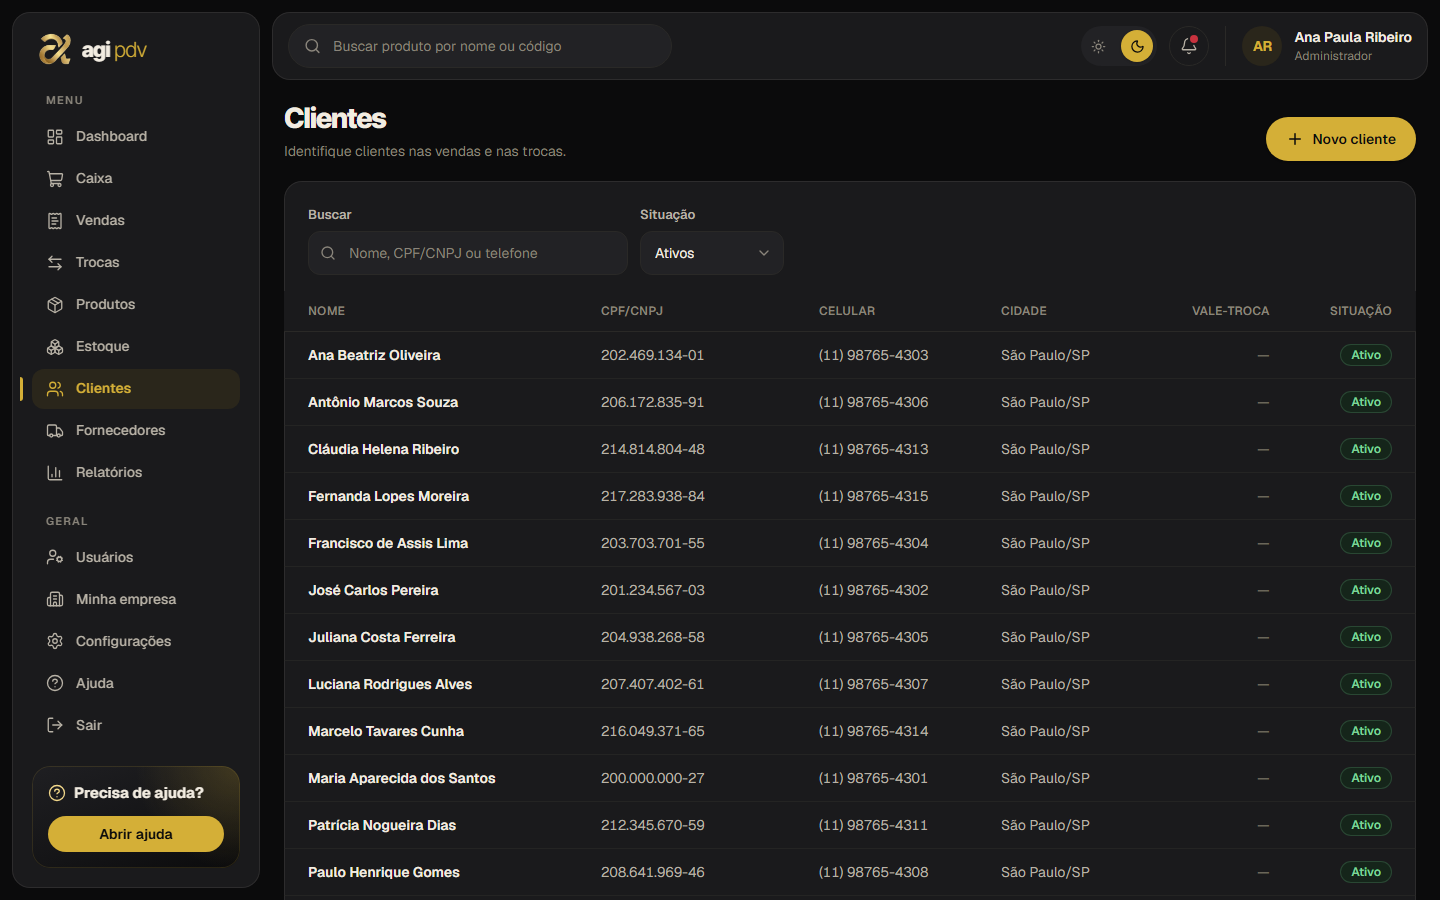 agi pdv
Buscar produto por nome ou código
AR
Ana Paula Ribeiro
Administrador
MENU
Dashboard
Caixa
Vendas
Trocas
Produtos
Estoque
Clientes
Fornecedores
Relatórios
GERAL
Usuários
Minha empresa
Configurações
Ajuda
Sair
Precisa de ajuda?
Abrir ajuda
Clientes
Identifique clientes nas vendas e nas trocas.
Novo cliente
Buscar
Situação
Nome, CPF/CNPJ ou telefone
Ativos
NOME CPF/CNPJ CELULAR CIDADE VALE-TROCA SITUAÇÃO
Ana Beatriz Oliveira 202.469.134-01 (11) 98765-4303 São Paulo/SP — Ativo
Antônio Marcos Souza 206.172.835-91 (11) 98765-4306 São Paulo/SP — Ativo
Cláudia Helena Ribeiro 214.814.804-48 (11) 98765-4313 São Paulo/SP — Ativo
Fernanda Lopes Moreira 217.283.938-84 (11) 98765-4315 São Paulo/SP — Ativo
Francisco de Assis Lima 203.703.701-55 (11) 98765-4304 São Paulo/SP — Ativo
José Carlos Pereira 201.234.567-03 (11) 98765-4302 São Paulo/SP — Ativo
Juliana Costa Ferreira 204.938.268-58 (11) 98765-4305 São Paulo/SP — Ativo
Luciana Rodrigues Alves 207.407.402-61 (11) 98765-4307 São Paulo/SP — Ativo
Marcelo Tavares Cunha 216.049.371-65 (11) 98765-4314 São Paulo/SP — Ativo
Maria Aparecida dos Santos 200.000.000-27 (11) 98765-4301 São Paulo/SP — Ativo
Patrícia Nogueira Dias 212.345.670-59 (11) 98765-4311 São Paulo/SP — Ativo
Paulo Henrique Gomes 208.641.969-46 (11) 98765-4308 São Paulo/SP — Ativo